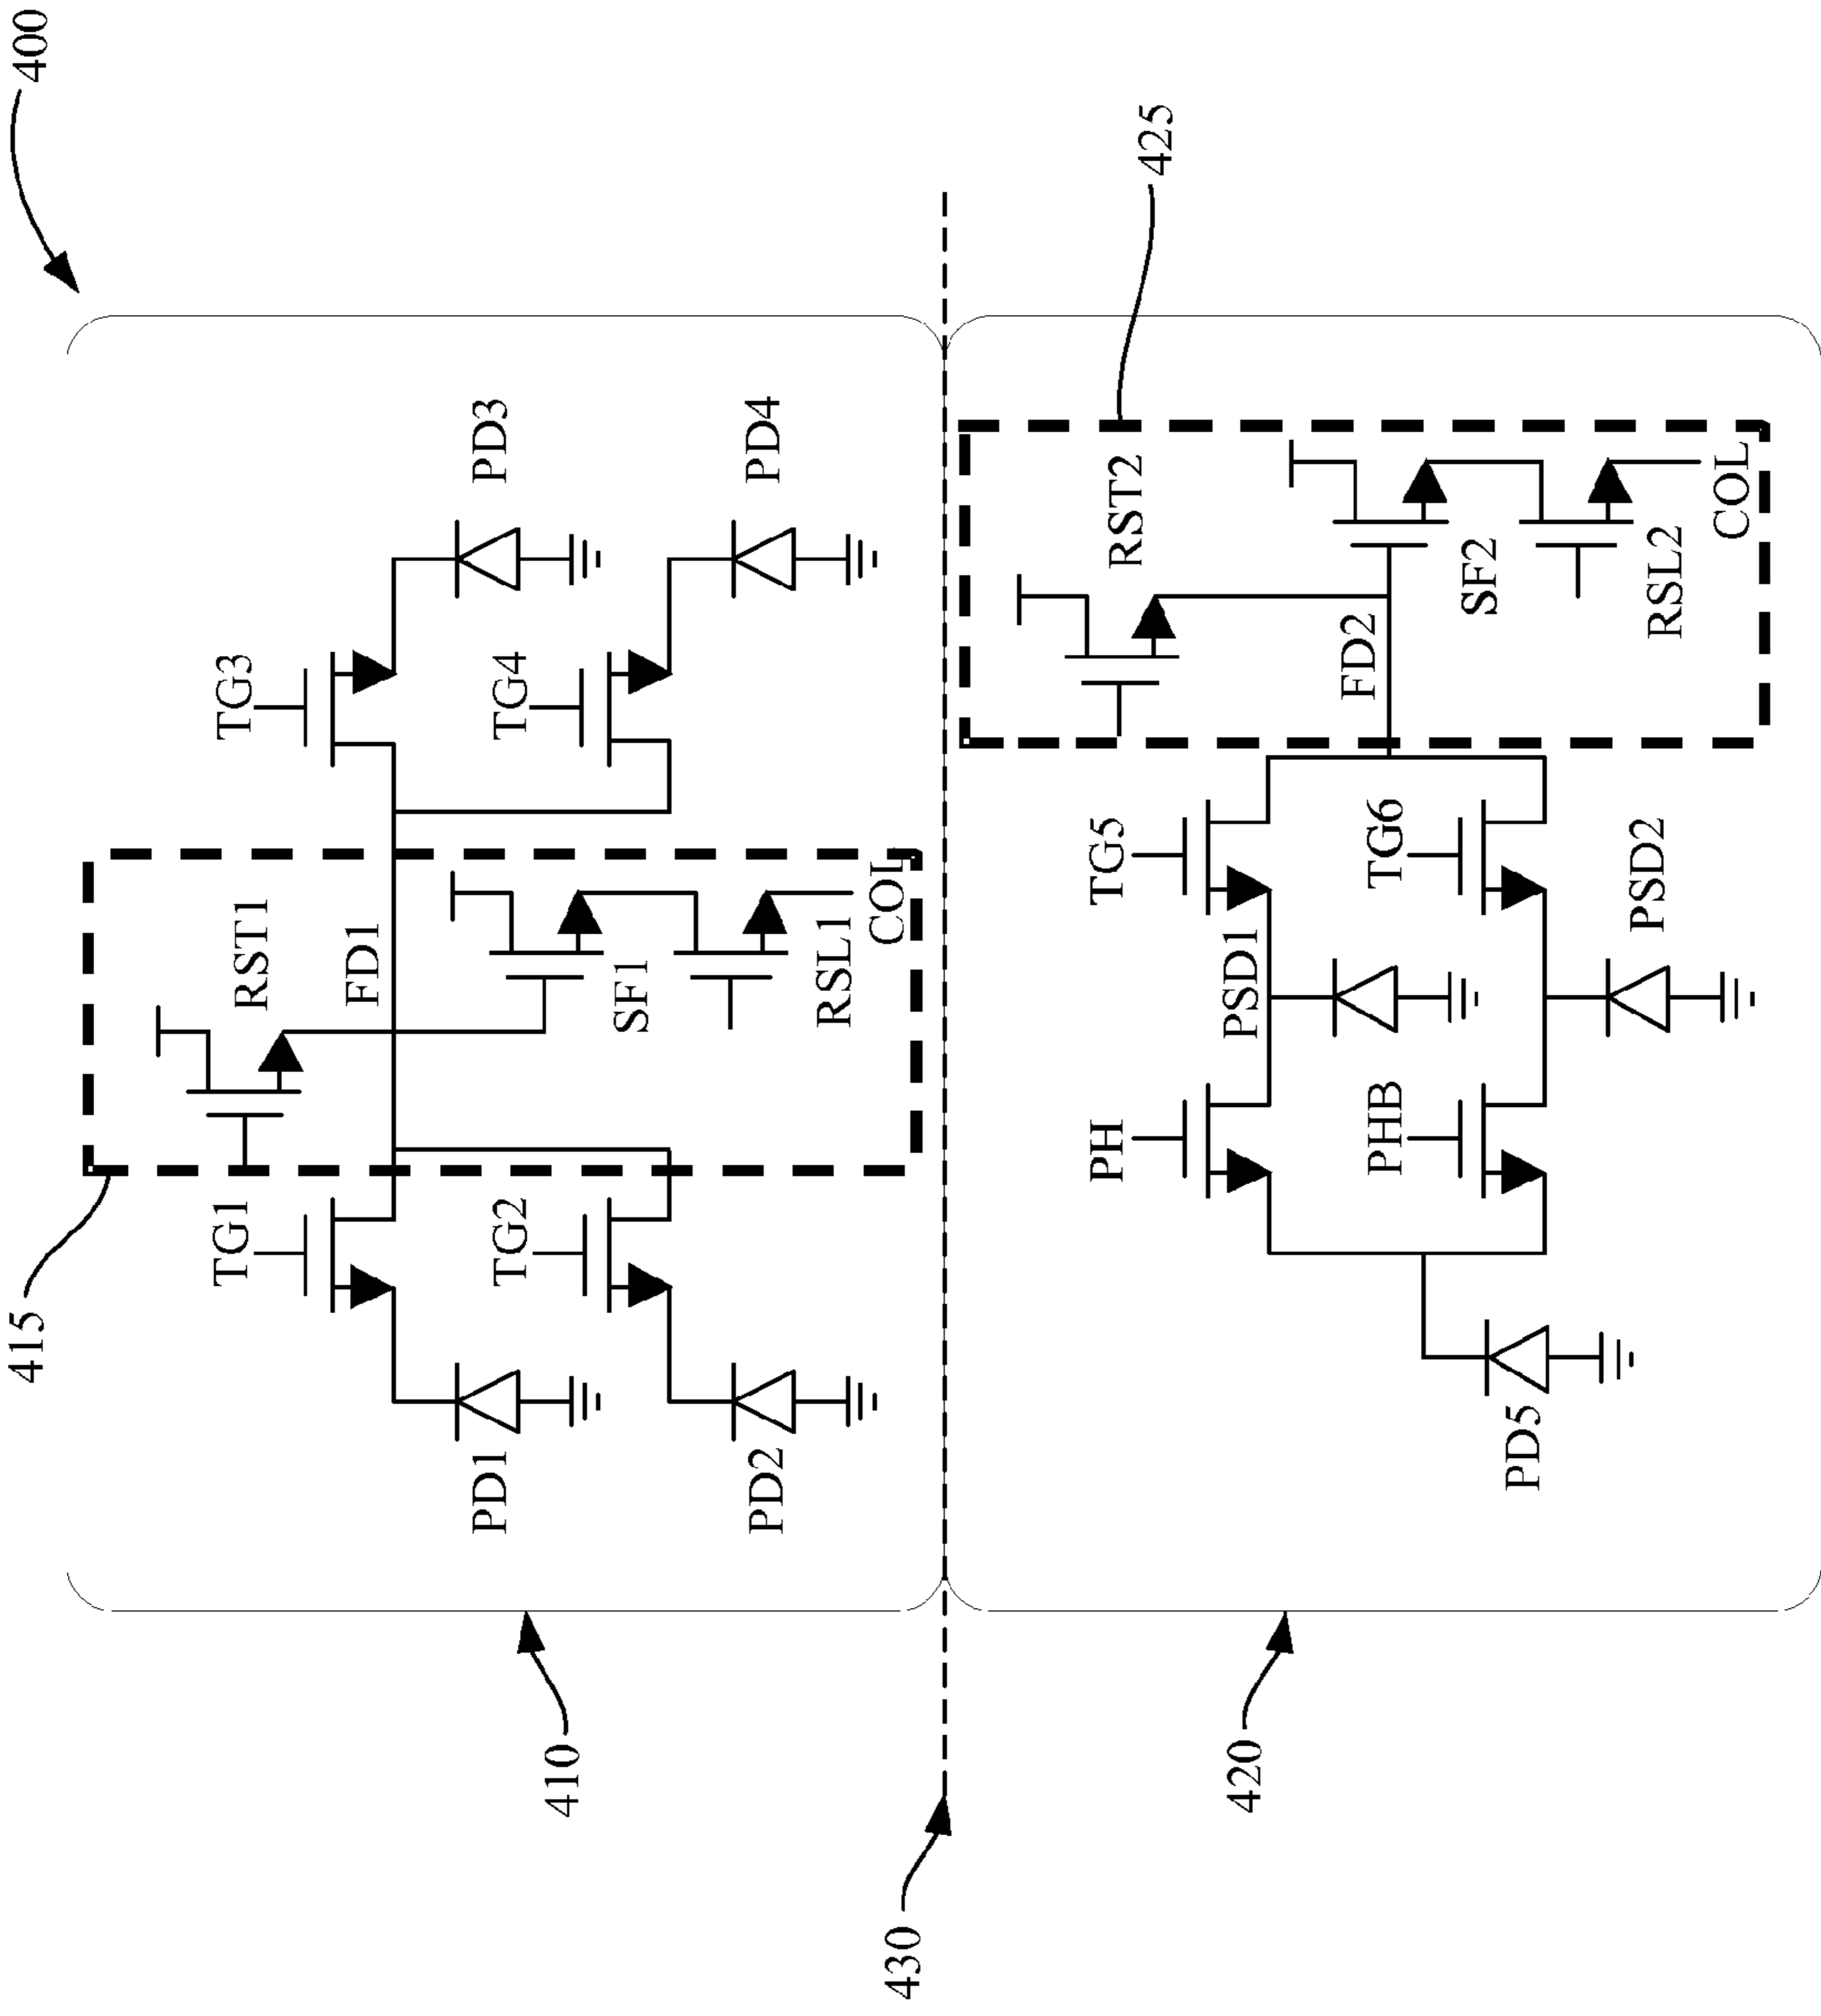 400
415
RST1
TG3
TG1
FD1
PD3
TG4
TG2
PD1
SF1
PD4
RSL1
COL
PD2
410
430
425
RST2
TG5
PH
PSD1
FD2
TG6
PHB
SF2
PD5
RSL2
PSD2
COL
420